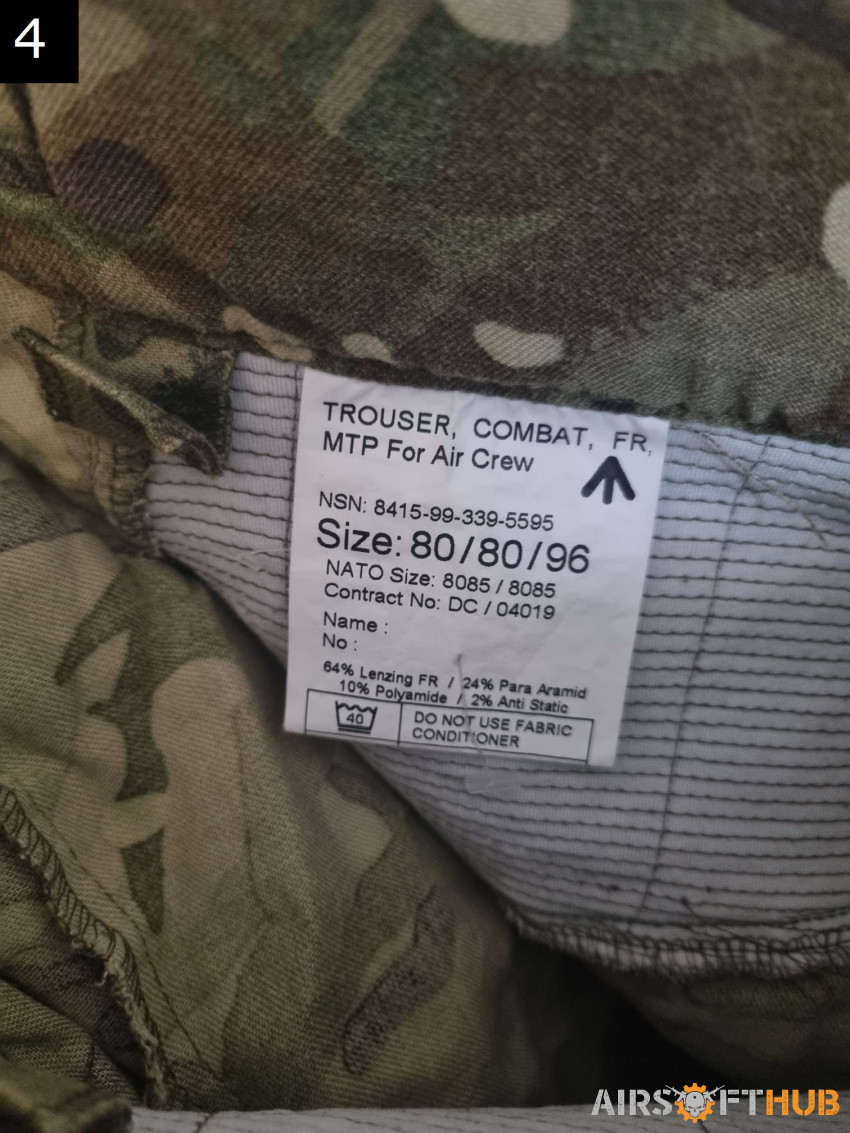 4
TROUSER, COMBAT, FR,
MTP For Air Crew
NSN: 8415-99-339-5595
Size: 80/80/96
NATO Size: 8085 / 8085
Contract No: DC / 04019
Name :
No :
64% Lenzing FR / 24% Para Aramid
10% Polyamide / 2% Anti Static
40
DO NOT USE FABRIC
CONDITIONER
AIRSOFTHUB